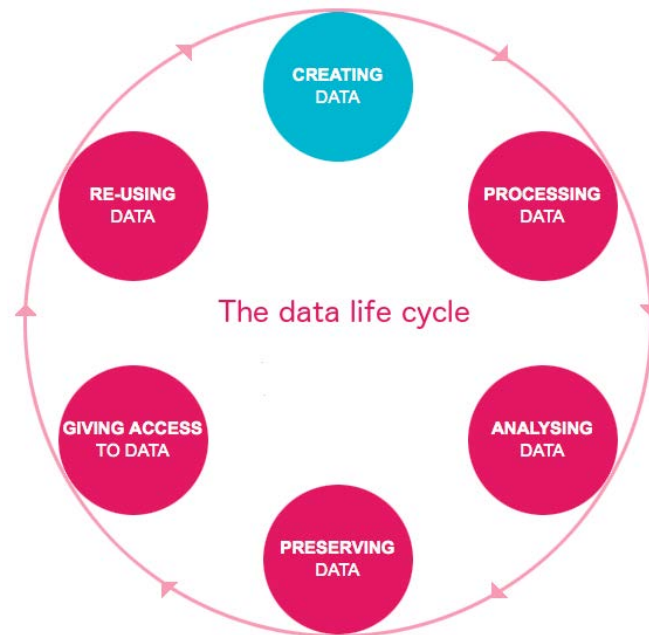 CREATING
DATA
PROCESSING
DATA
ANALYSING
DATA
PRESERVING
DATA
GIVING ACCESS
TO DATA
RE-USING
DATA
The data life cycle